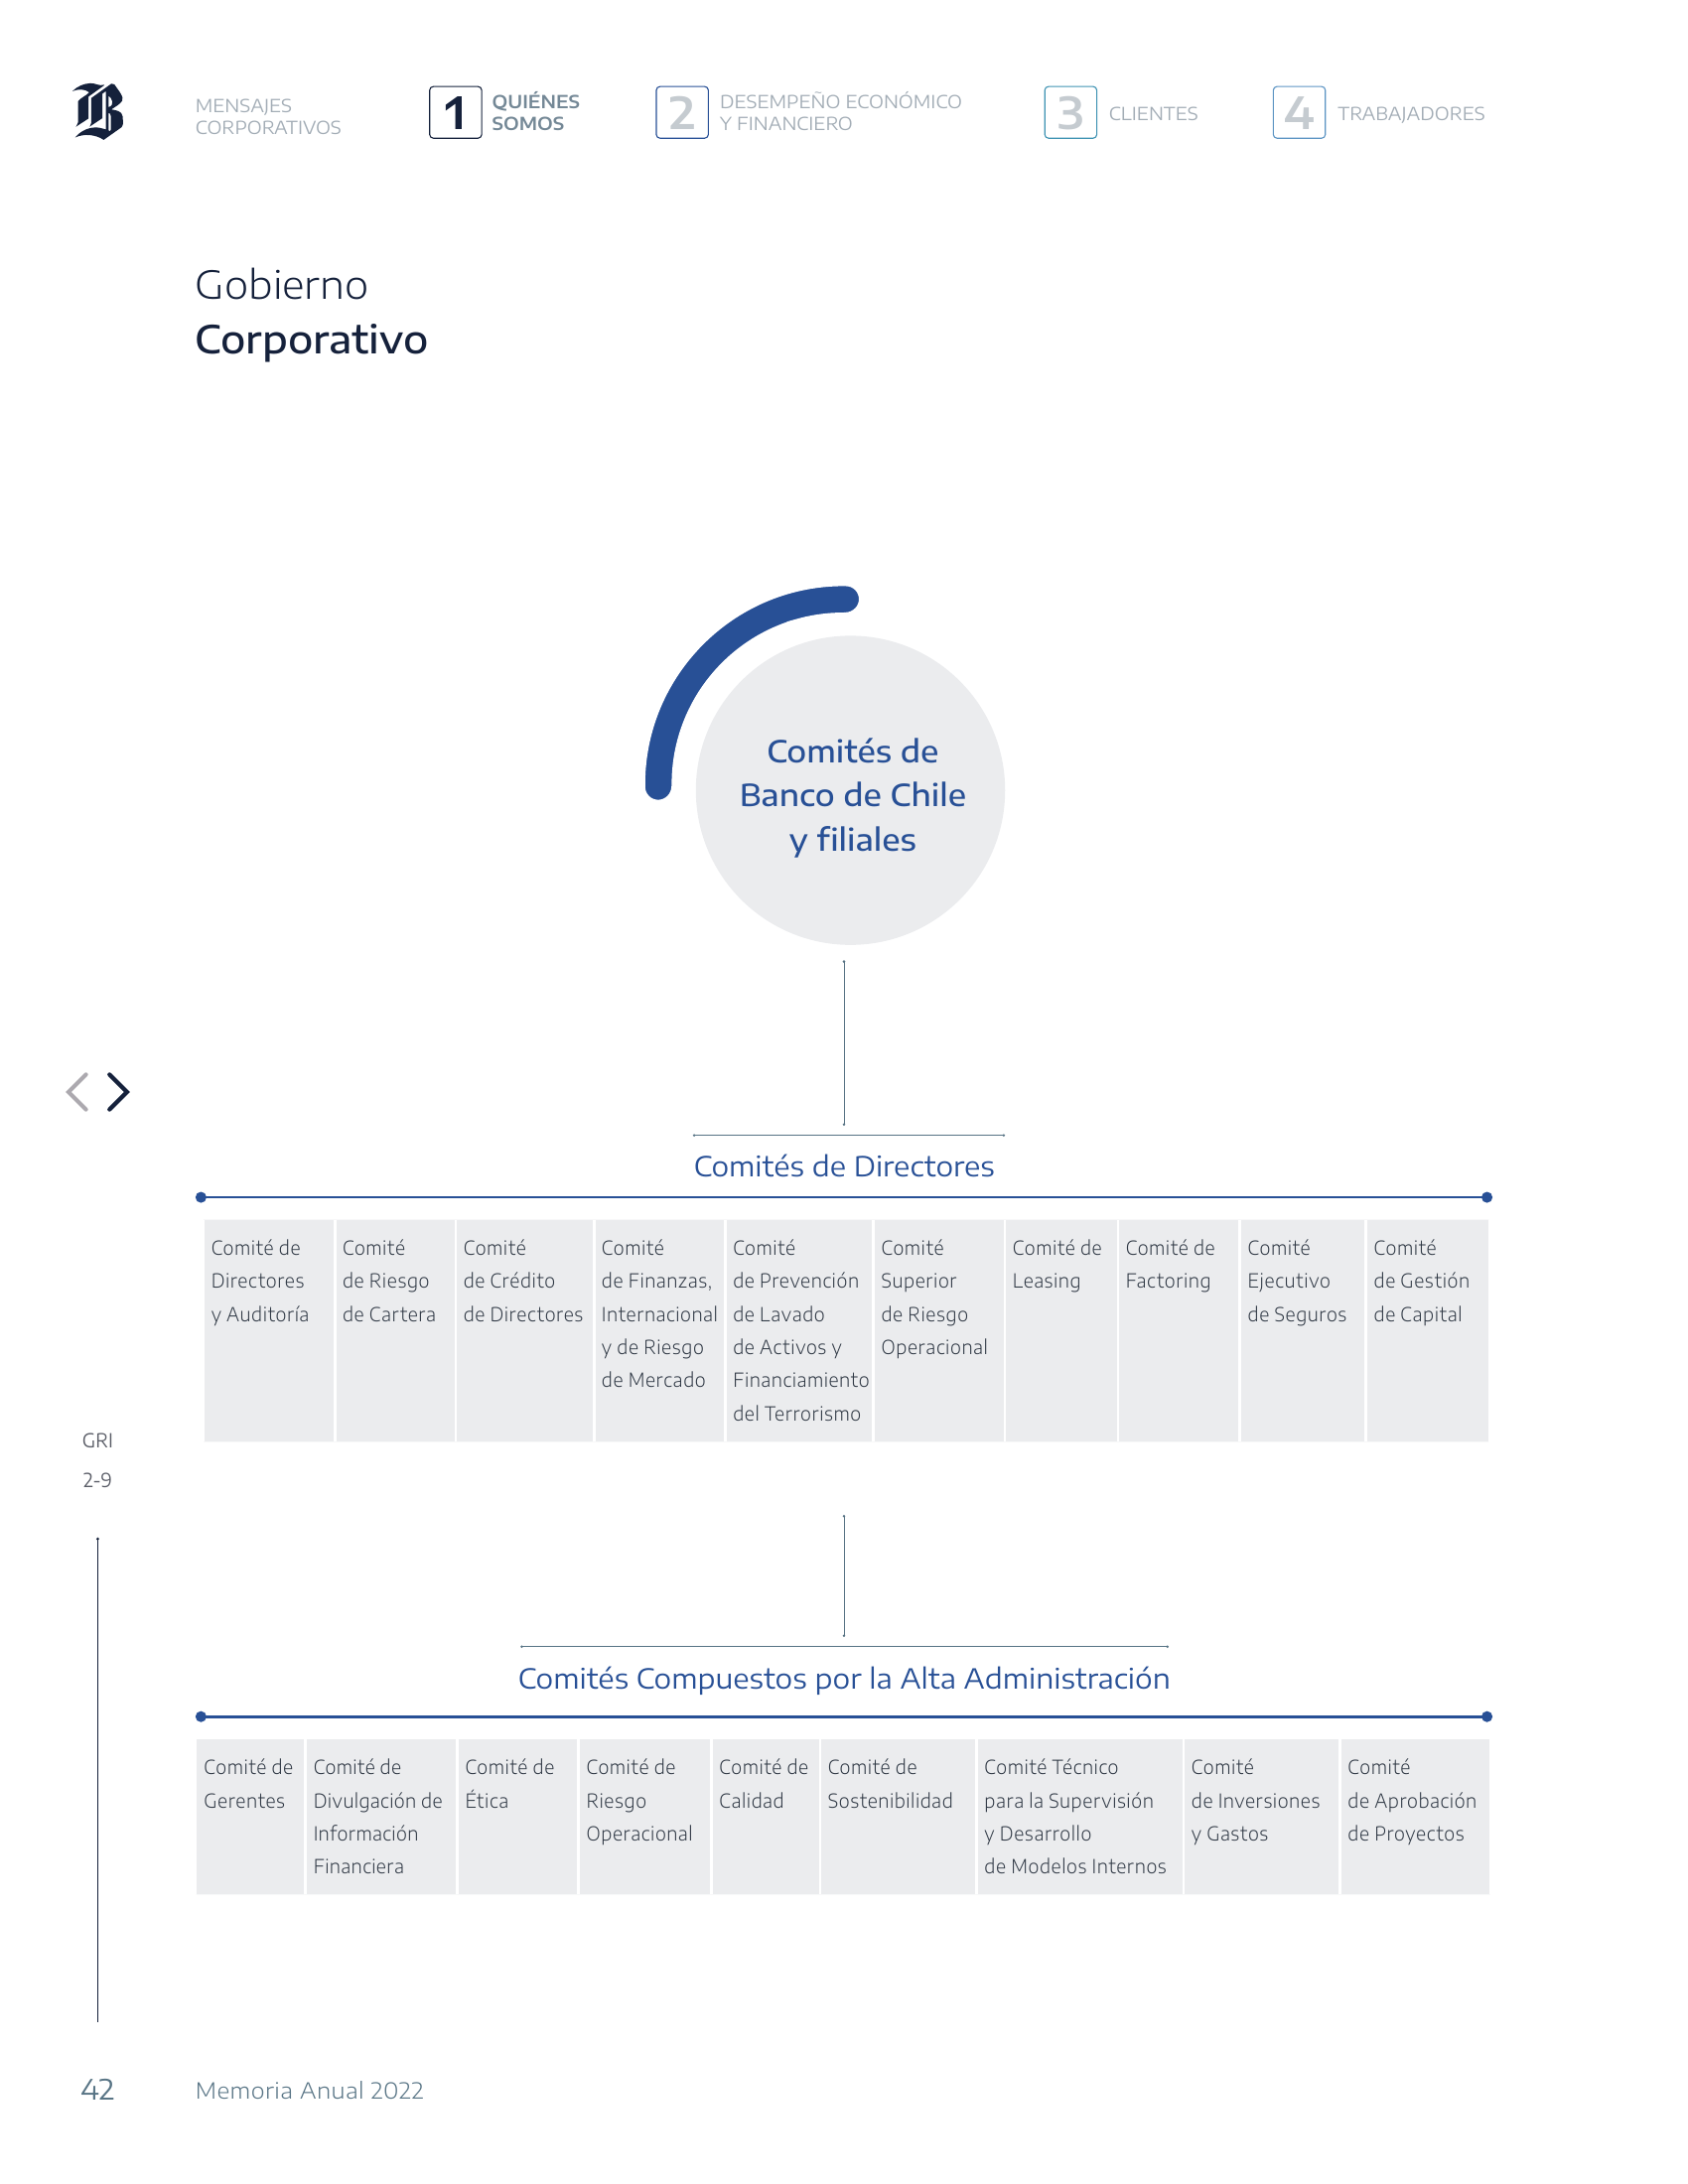 B
MENSAJES
CORPORATIVOS
1
QUIÉNES
SOMOS
2
DESEMPEÑO ECONÓMICO
Y FINANCIERO
3
CLIENTES
4
TRABAJADORES
Gobierno
Corporativo
Comités de
Banco de Chile
y filiales
Comités de Directores
Comité de
Directores
y Auditoría
Comité
de Riesgo
de Cartera
Comité
de Crédito
de Directores
Comité
de Finanzas,
Internacional
y de Riesgo
de Mercado
Comité
de Prevención
de Lavado
de Activos y
Financiamiento
del Terrorismo
Comité
Superior
de Riesgo
Operacional
Comité de
Leasing
Comité de
Factoring
Comité
Ejecutivo
de Seguros
Comité
de Gestión
de Capital
GRI
2-9
Comités Compuestos por la Alta Administración
Comité de
Gerentes
Comité de
Divulgación de
Información
Financiera
Comité de
Ética
Comité de
Riesgo
Operacional
Comité de
Calidad
Comité de
Sostenibilidad
Comité Técnico
para la Supervisión
y Desarrollo
de Modelos Internos
Comité
de Inversiones
y Gastos
Comité
de Aprobación
de Proyectos
42
Memoria Anual 2022